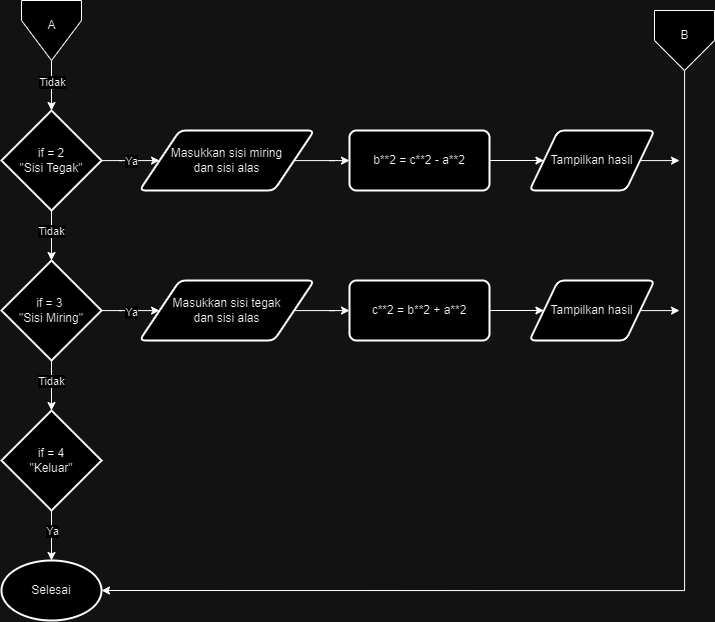 A
B
Tidak
if = 2
"Sisi Tegak"
Ya
Masukkan sisi miring
dan sisi alas
b**2 = c**2 - a**2
Tampilkan hasil
Tidak
if = 3
"Sisi Miring"
Ya
Masukkan sisi tegak
dan sisi alas
c**2 = b**2 + a**2
Tampilkan hasil
Tidak
if = 4
"Keluar"
Ya
Selesai